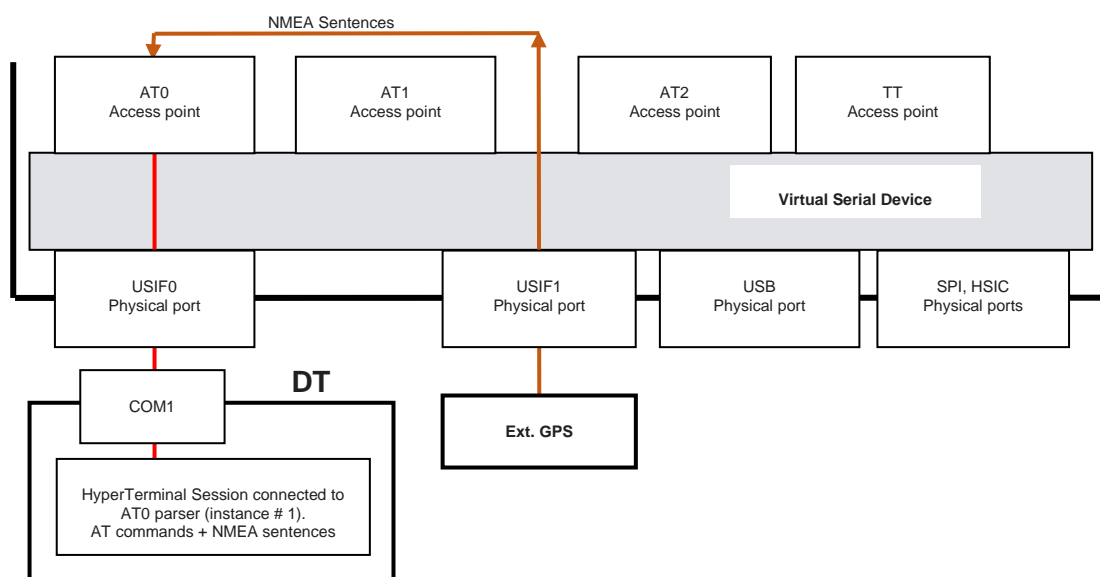 NMEA Sentences
AT0
Access point
AT1
Access point
AT2
Access point
TT
Access point
Virtual Serial Device
USIF0
Physical port
USIF1
Physical port
USB
Physical port
SPI, HSIC
Physical ports
COM1
DT
Ext. GPS
HyperTerminal Session connected to
AT0 parser (instance # 1).
AT commands + NMEA sentences